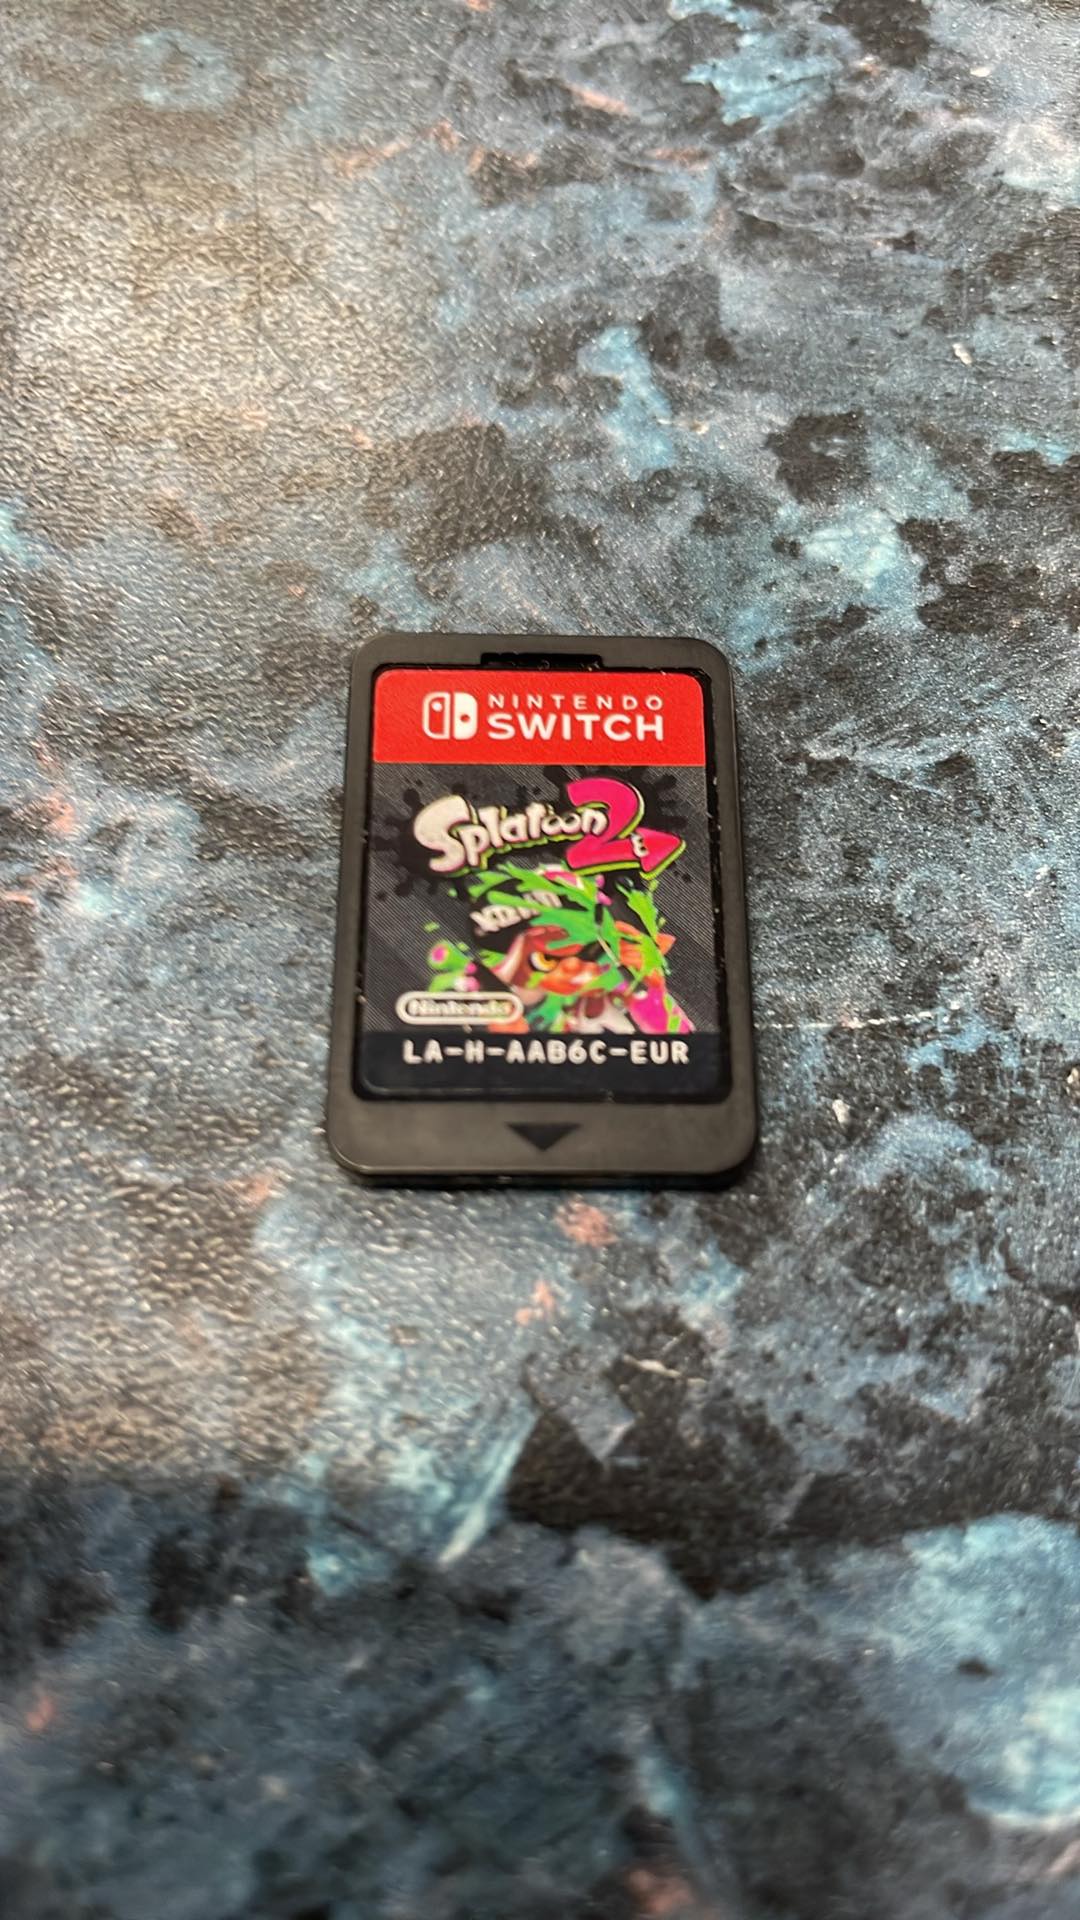 NINTENDO
SWITCH
Splatoon 2
Nintendo
LA-H-AAB6C-EUR